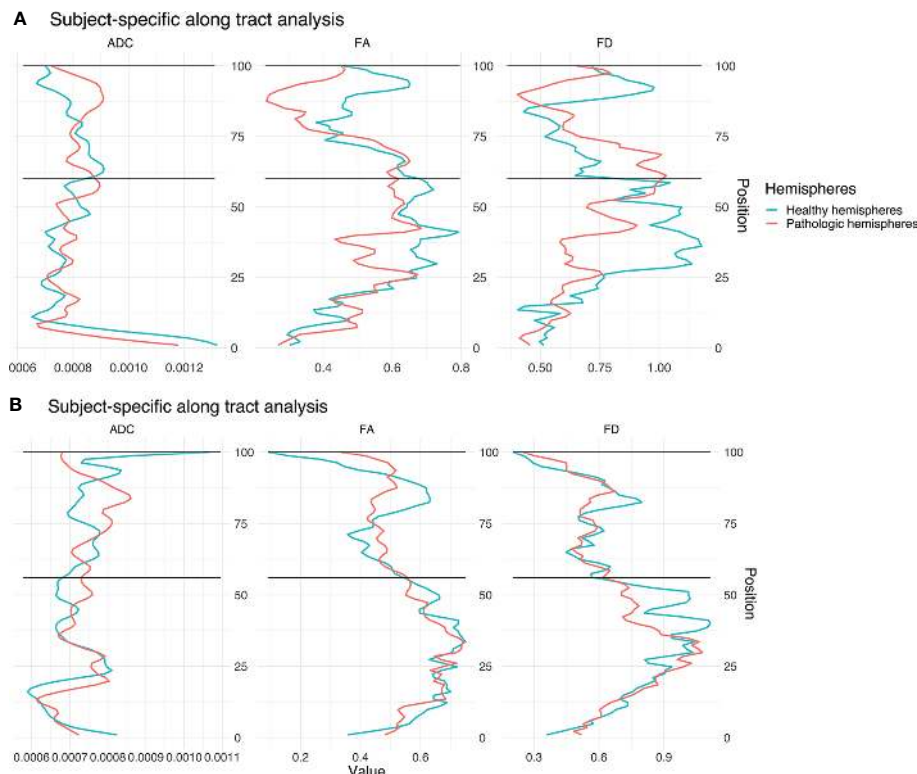 A Subject-specific along tract analysis
ADC FA FD
100 100 100
75 75 75
50 50 50
25 25 25
0 0 0
0006 0.0008 0.0010 0.0012 0.4 0.6 0.8 0.50 0.75 1.00
Position
Hemispheres
Healthy hemispheres
Pathologic hemispheres
B Subject-specific along tract analysis
ADC FA FD
100 100 100
75 75 75
50 50 50
25 25 25
0 0 0
0.0006 0.0007 0.0008 0.0009 0.0010 0.0011 0.2 0.4 0.6 0.3 0.6 0.9
Position
Value